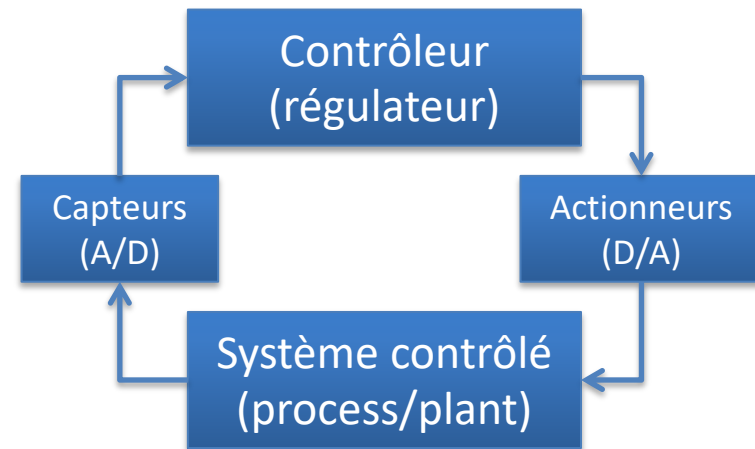 Contrôleur
(régulateur)
Capteurs
(A/D)
Actionneurs
(D/A)
Système contrôlé
(process/plant)